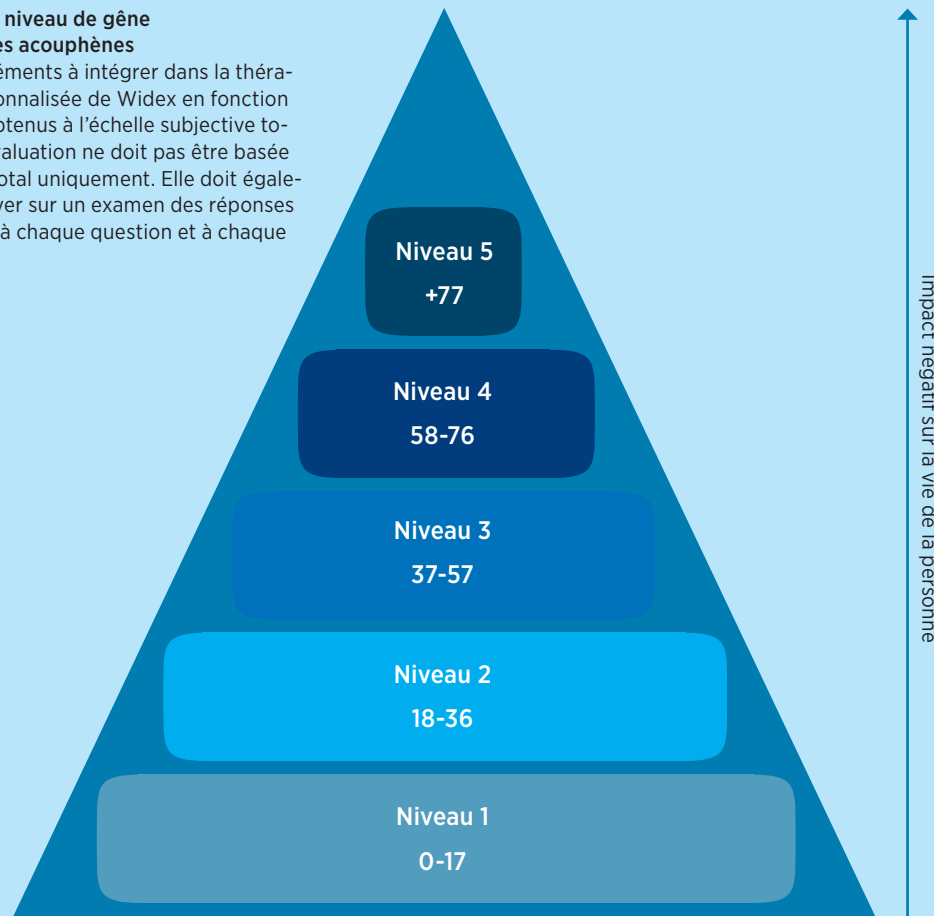 niveau de gêne
es acouphènes
éments à intégrer dans la théra-
onnalisée de Widex en fonction
btenus à l'échelle subjective to-
valuation ne doit pas être basée
otal uniquement. Elle doit égale-
yer sur un examen des réponses
à chaque question et à chaque
Niveau 5
+77
Niveau 4
58-76
Niveau 3
37-57
Niveau 2
18-36
Niveau 1
0-17
Impact négatif sur la vie de la personne